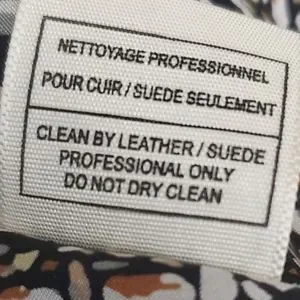 NETTOYAGE PROFESSIONNEL
POUR CUIR / SUEDE SEULEMENT
CLEAN BY LEATHER / SUEDE
PROFESSIONAL ONLY
DO NOT DRY CLEAN